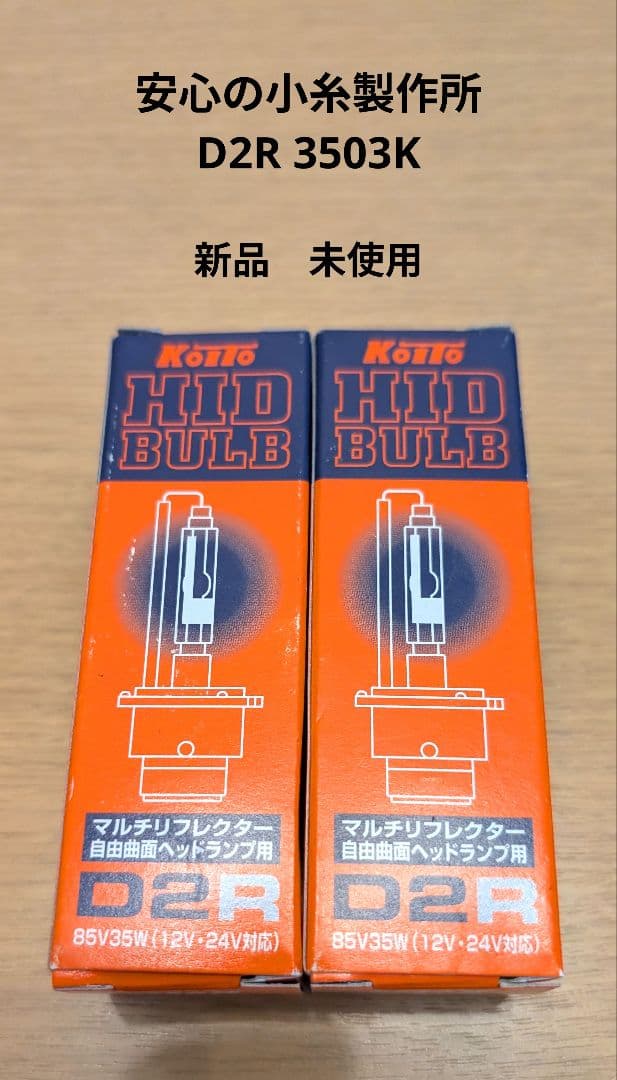 安心の小糸製作所
D2R 3503K
新品　未使用
KOITO
HID
BULB
マルチリフレクター
自由曲面ヘッドランプ用
D2R
85V35W(12V・24V対応)
KOITO
HID
BULB
マルチリフレクター
自由曲面ヘッドランプ用
D2R
85V35W(12V・24V対応)